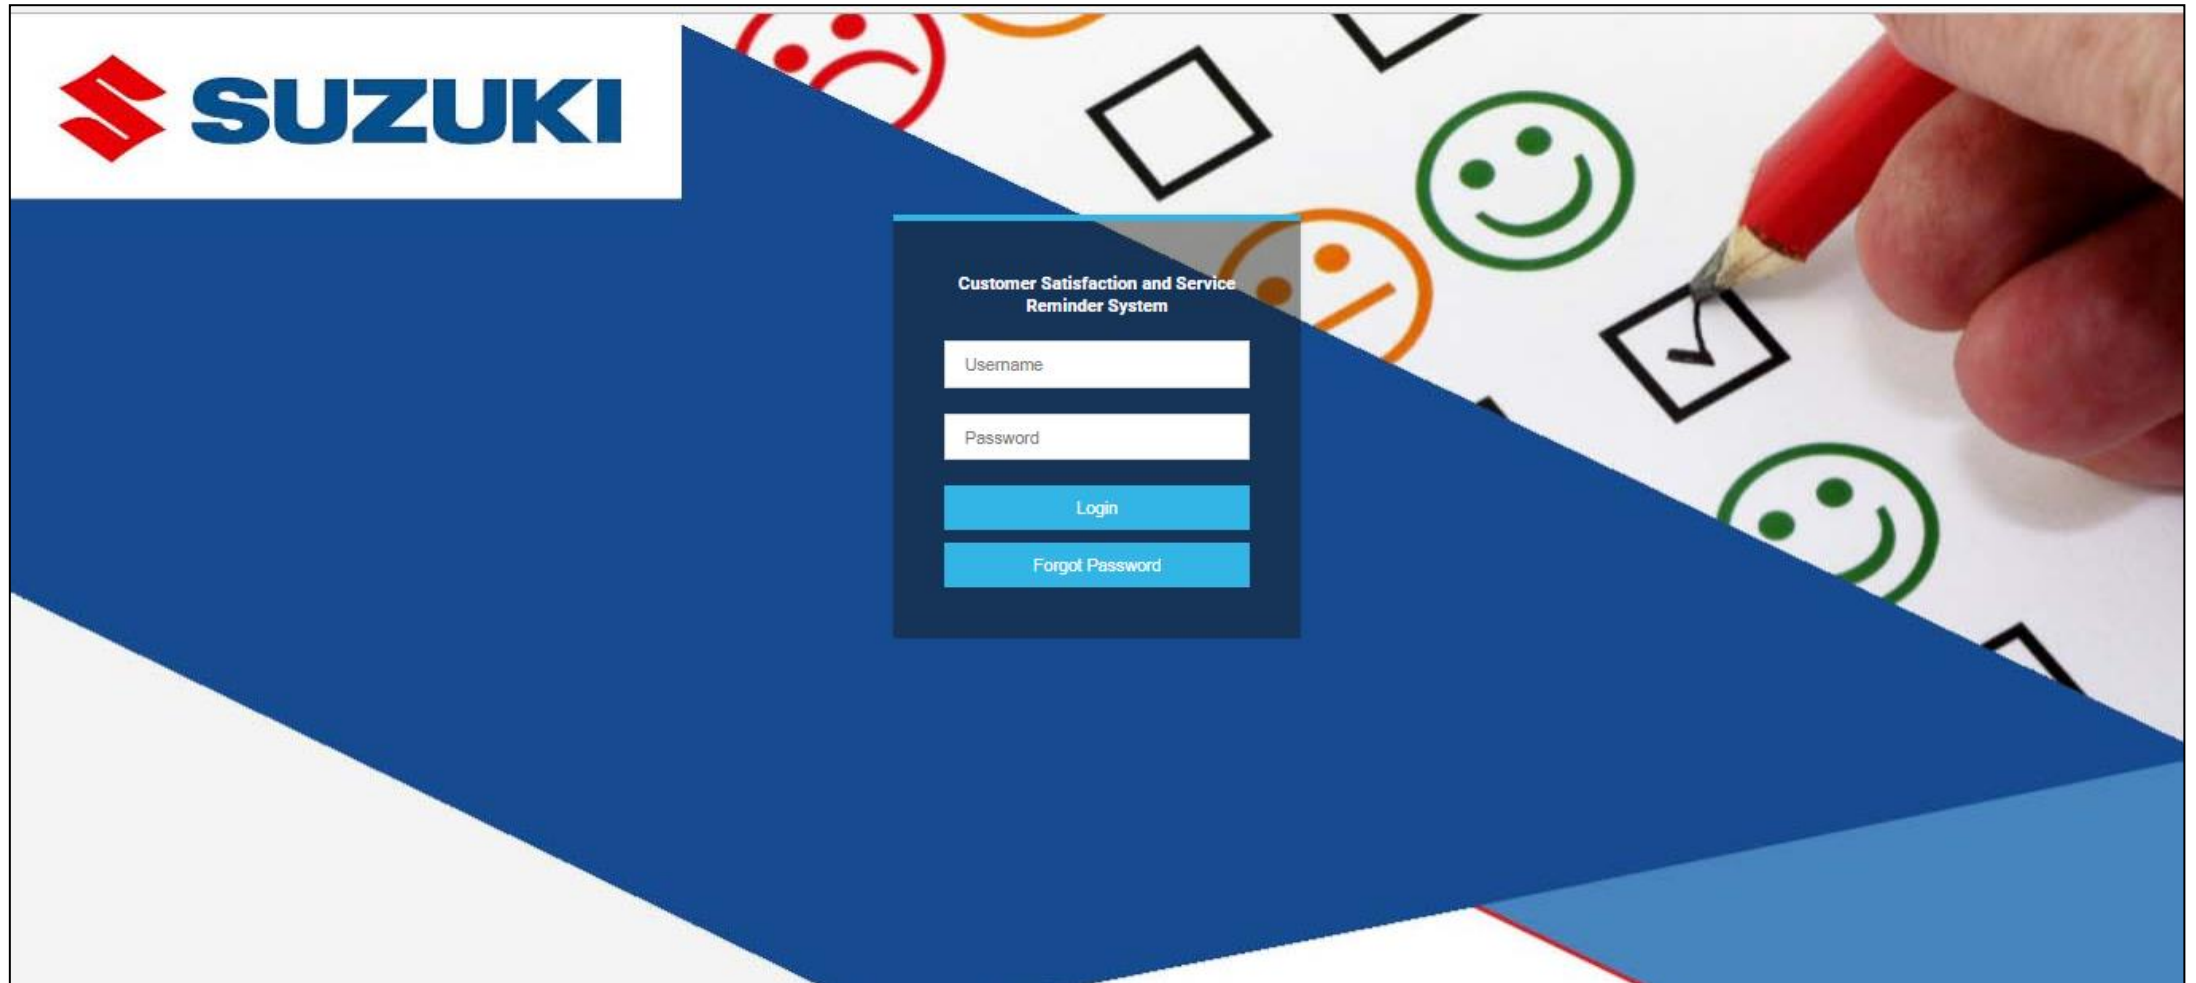 SUZUKI
Customer Satisfaction and Service
Reminder System
Username
Password
Login
Forgot Password